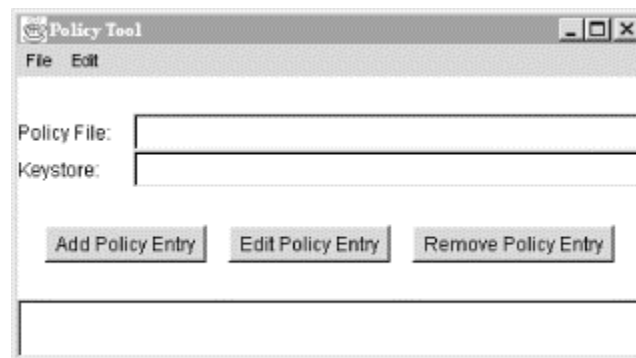 Policy Tool
File Edit
Policy File:
Keystore:
Add Policy Entry Edit Policy Entry Remove Policy Entry